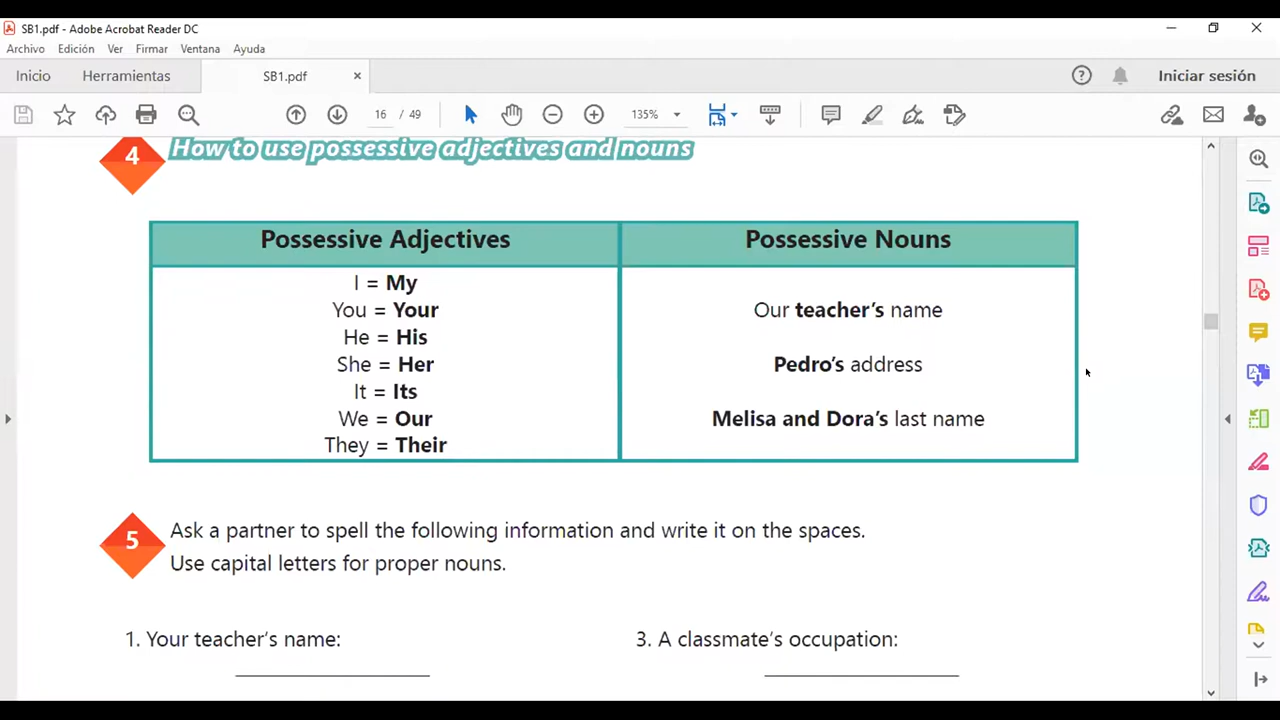 SB1.pdf - Adobe Acrobat Reader DC
Archivo Edición Ver Firmar Ventana Ayuda
Inicio Herramientas SB1.pdf × Iniciar sesión
16 / 49 135%
4 How to use possessive adjectives and nouns
Possessive Adjectives Possessive Nouns
I = My
You = Your Our teacher's name
He = His
She = Her Pedro's address
It = Its
We = Our Melisa and Dora's last name
They = Their
5 Ask a partner to spell the following information and write it on the spaces.
Use capital letters for proper nouns.
1. Your teacher's name: 3. A classmate's occupation: